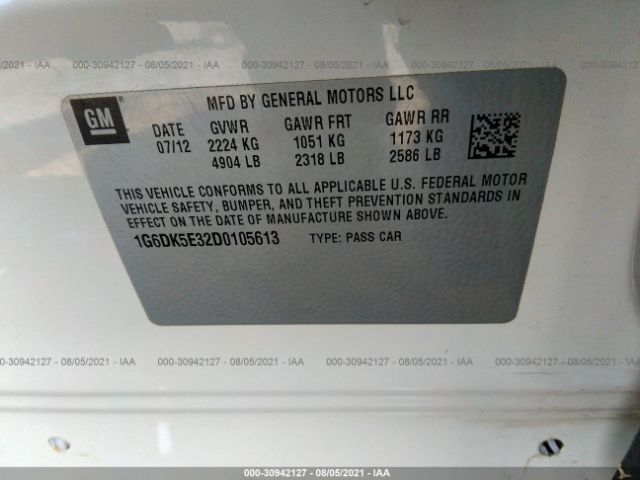 000-30942127 - 08/05/2021 - IAA
000-30942127 - 08/05/2021 - IAA
000-30942127 - 08/05/2021 - IAA
GM
MFD BY GENERAL MOTORS LLC
DATE GVWR GAWR FRT GAWR RR
07/12 2224 KG 1051 KG 1173 KG
4904 LB 2318 LB 2586 LB
THIS VEHICLE CONFORMS TO ALL APPLICABLE U.S. FEDERAL MOTOR
VEHICLE SAFETY, BUMPER, AND THEFT PREVENTION STANDARDS IN
EFFECT ON THE DATE OF MANUFACTURE SHOWN ABOVE.
1G6DK5E32D0105613 TYPE: PASS CAR
000-30942127 - 08/05/2021 - IAA
000-30942127 - 08/05/2021 - IAA
000-30942127 - 08/05/2021 - IAA
000-30942127 - 08/05/2021 - IAA